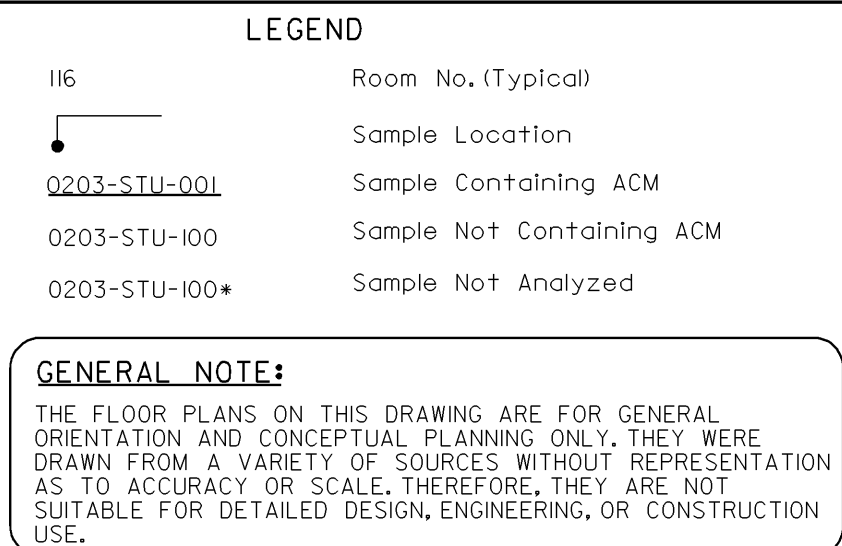 LEGEND
116 Room No. (Typical)
Sample Location
0203-STU-001 Sample Containing ACM
0203-STU-100 Sample Not Containing ACM
0203-STU-100* Sample Not Analyzed
GENERAL NOTE:
THE FLOOR PLANS ON THIS DRAWING ARE FOR GENERAL
ORIENTATION AND CONCEPTUAL PLANNING ONLY. THEY WERE
DRAWN FROM A VARIETY OF SOURCES WITHOUT REPRESENTATION
AS TO ACCURACY OR SCALE. THEREFORE, THEY ARE NOT
SUITABLE FOR DETAILED DESIGN, ENGINEERING, OR CONSTRUCTION
USE.